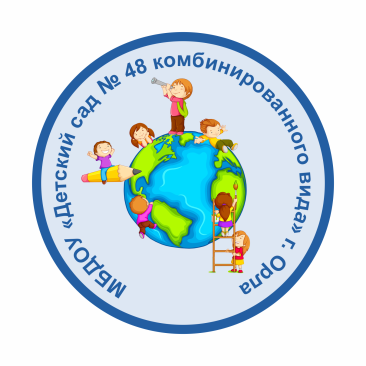 МБДОУ «Детский сад № 48 комбинированного вида» г. Орла